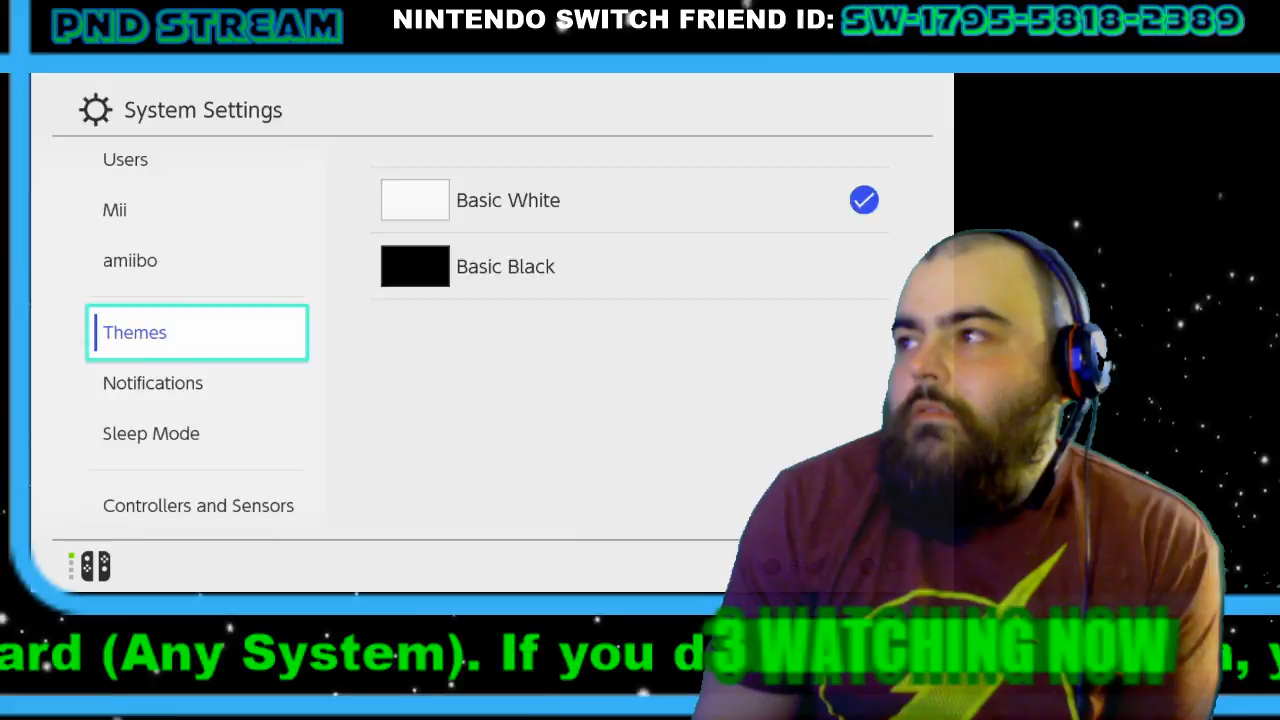 PND STREAM
NINTENDO SWITCH FRIEND ID: SW-1795-5818-2389
System Settings
Users
Mii
amiibo
Themes
Notifications
Sleep Mode
Controllers and Sensors
Basic White
Basic Black
ard (Any System). If you d
3 WATCHING NOW